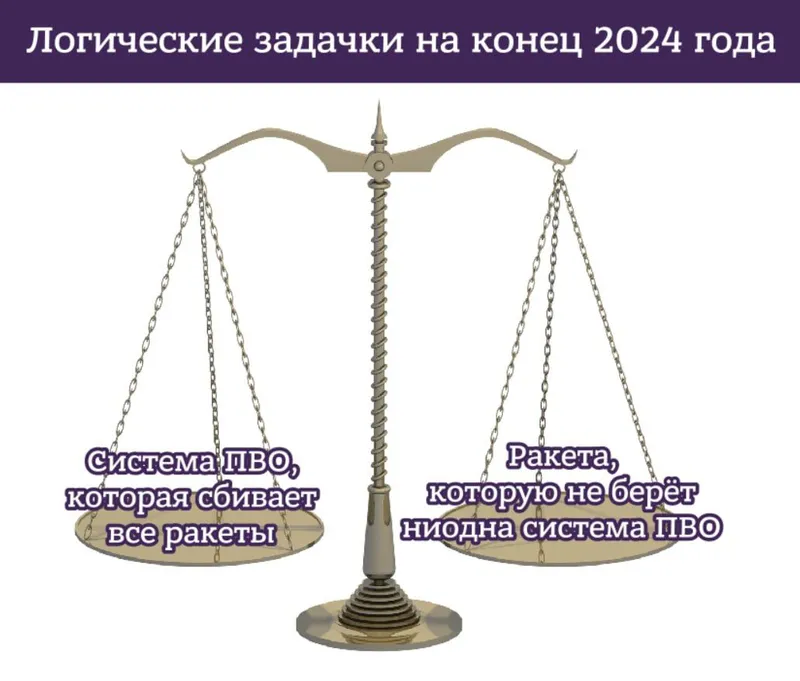 Логические задачки на конец 2024 года
Система ПВО,
которая сбивает
все ракеты
Ракета,
которую не берёт
ниодна система ПВО